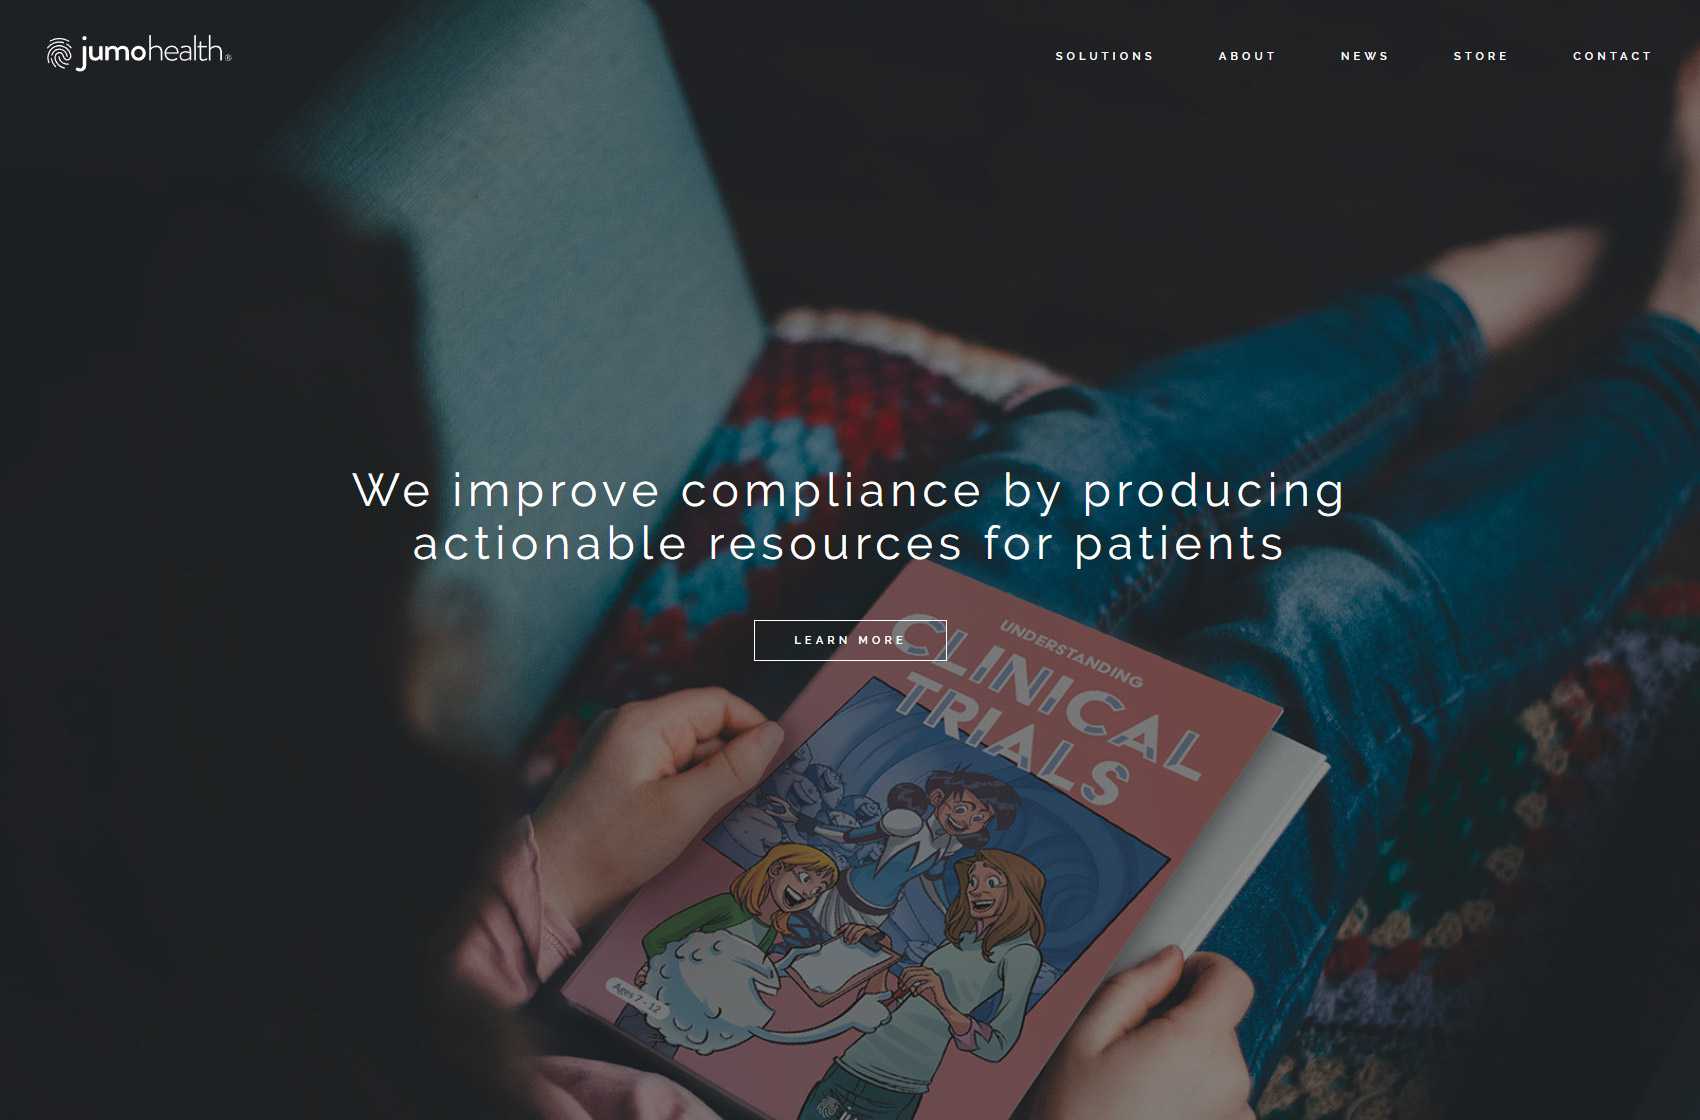 jumohealth®
SOLUTIONS
ABOUT
NEWS
STORE
CONTACT
We improve compliance by producing
actionable resources for patients
LEARN MORE
UNDERSTANDING
CLINICAL
TRIALS
Ages 7 - 12